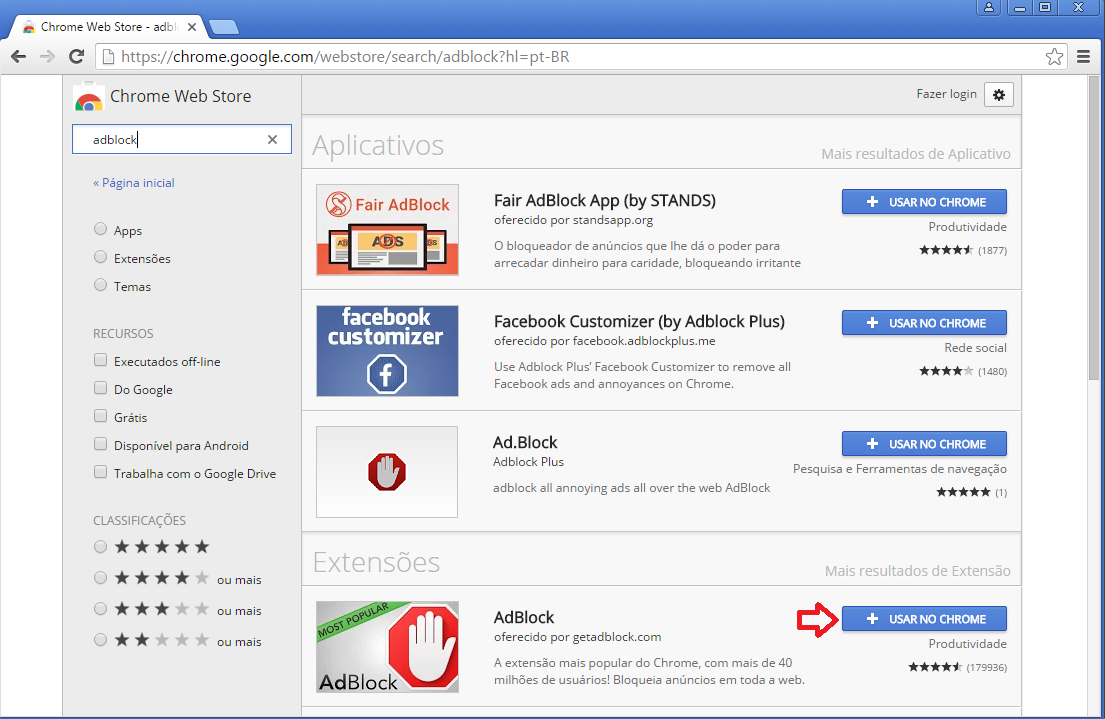 Chrome Web Store - adbl
https://chrome.google.com/webstore/search/adblock?hl=pt-BR
Chrome Web Store
Fazer login
adblock
« Página inicial
Apps
Extensões
Temas
RECURSOS
Executados off-line
Do Google
Grátis
Disponível para Android
Trabalha com o Google Drive
CLASSIFICAÇÕES
ou mais
ou mais
ou mais
Aplicativos
Mais resultados de Aplicativo
Fair AdBlock
ADS ADS ADS
Fair AdBlock App (by STANDS)
oferecido por standsapp.org
O bloqueador de anúncios que lhe dá o poder para
arrecadar dinheiro para caridade, bloqueando irritante
USAR NO CHROME
Produtividade
(1877)
facebook
customizer
Facebook Customizer (by Adblock Plus)
oferecido por facebook.adblockplus.me
Use Adblock Plus’ Facebook Customizer to remove all
Facebook ads and annoyances on Chrome.
USAR NO CHROME
Rede social
(1480)
Ad.Block
Adblock Plus
adblock all annoying ads all over the web AdBlock
USAR NO CHROME
Pesquisa e Ferramentas de navegação
(1)
Extensões
Mais resultados de Extensão
MOST POPULAR
AdBlock
AdBlock
oferecido por getadblock.com
A extensão mais popular do Chrome, com mais de 40
milhões de usuários! Bloqueia anúncios em toda a web.
USAR NO CHROME
Produtividade
(179936)